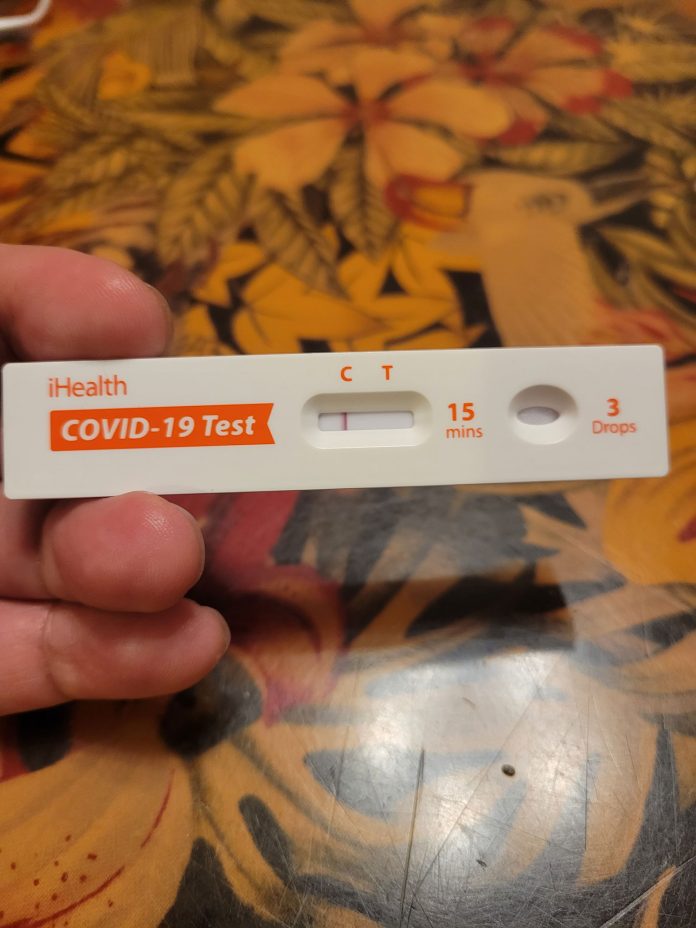 iHealth
COVID-19 Test
C T
15
mins
3
Drops